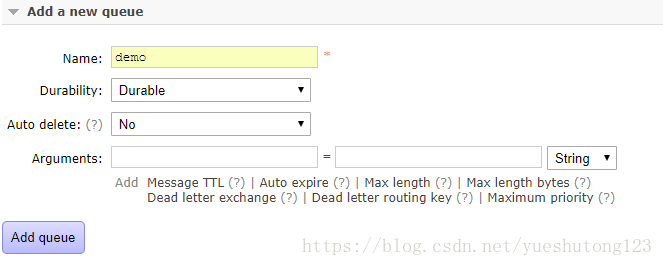 Add a new queue
Name: demo *
Durability: Durable
Auto delete: (?) No
Arguments: = String
Add Message TTL (?) | Auto expire (?) | Max length (?) | Max length bytes (?)
Dead letter exchange (?) | Dead letter routing key (?) | Maximum priority (?)
Add queue
https://blog.csdn.net/yueshutong123